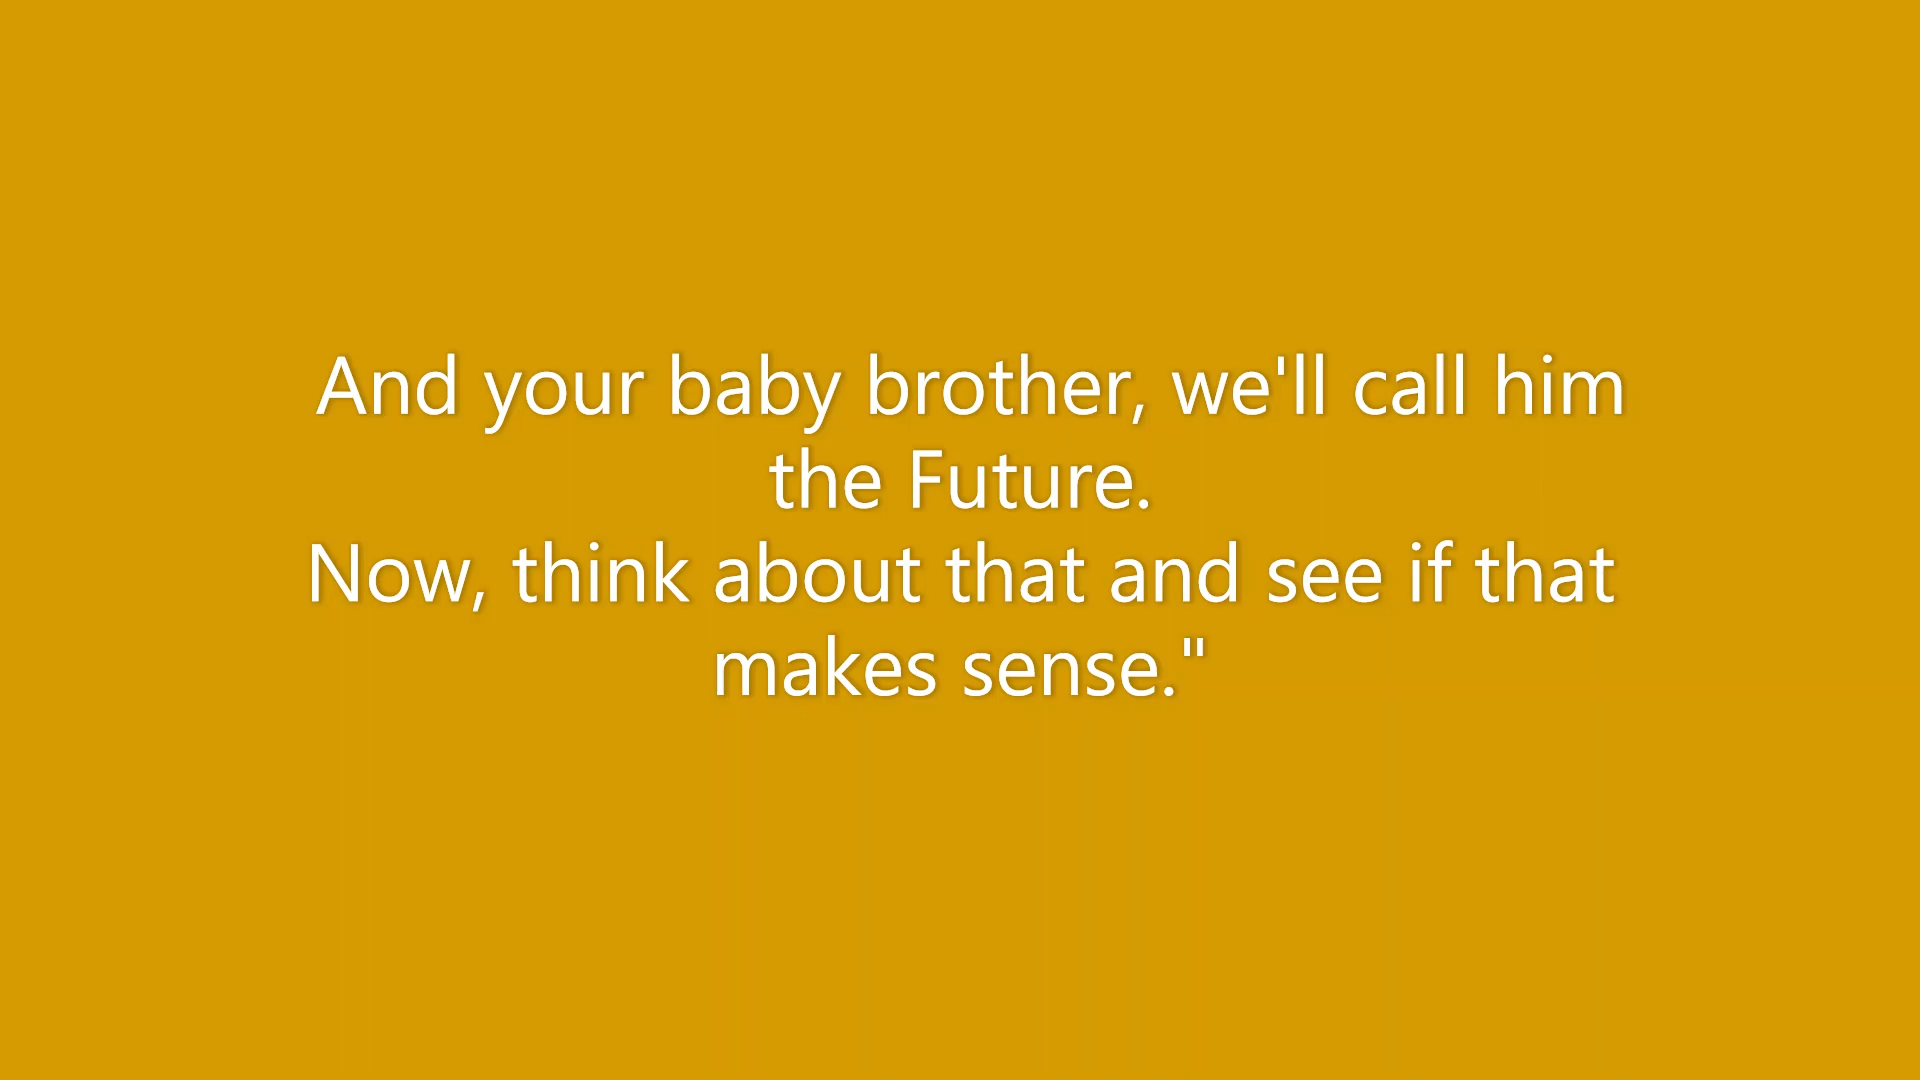 And your baby brother, we'll call him
the Future.
Now, think about that and see if that
makes sense."